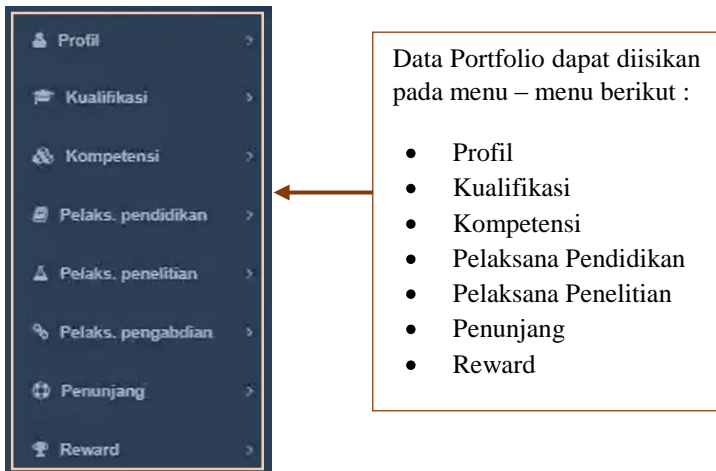 Profil
Kualifikasi
Kompetensi
Pelaks. pendidikan
Pelaks. penelitian
Pelaks. pengabdian
Penunjang
Reward
Data Portfolio dapat diisikan
pada menu – menu berikut :
• Profil
• Kualifikasi
• Kompetensi
• Pelaksana Pendidikan
• Pelaksana Penelitian
• Penunjang
• Reward